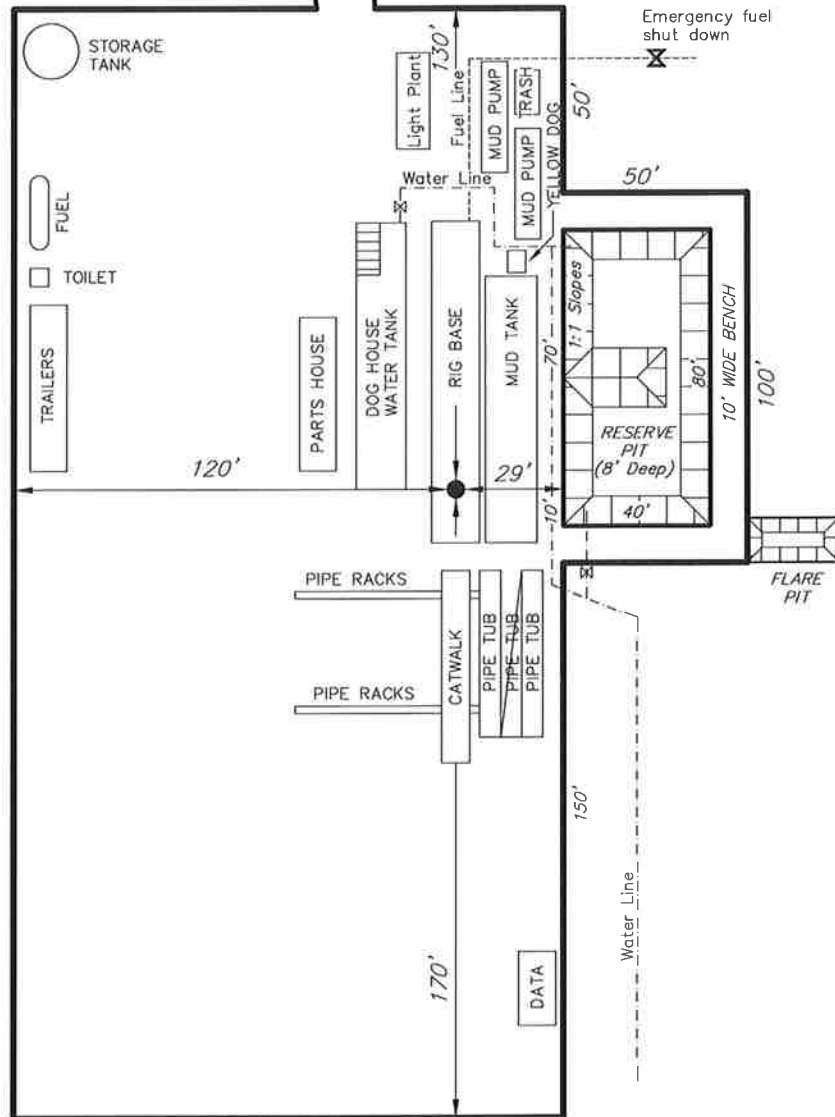 Emergency fuel
shut down
STORAGE
TANK
130'
Light Plant
Fuel Line
MUD PUMP
TRASH
50'
MUD PUMP
YELLOW DOG
Water Line
50'
FUEL
TOILET
TRAILERS
PARTS HOUSE
DOG HOUSE
WATER TANK
RIG BASE
MUD TANK
70'
1:1 Slopes
80'
10' WIDE BENCH
100'
RESERVE
PIT
(8' Deep)
120'
29'
10'
40'
FLARE
PIT
PIPE RACKS
CATWALK
PIPE TUB
PIPE TUB
PIPE TUB
PIPE RACKS
150'
Water Line
170'
DATA